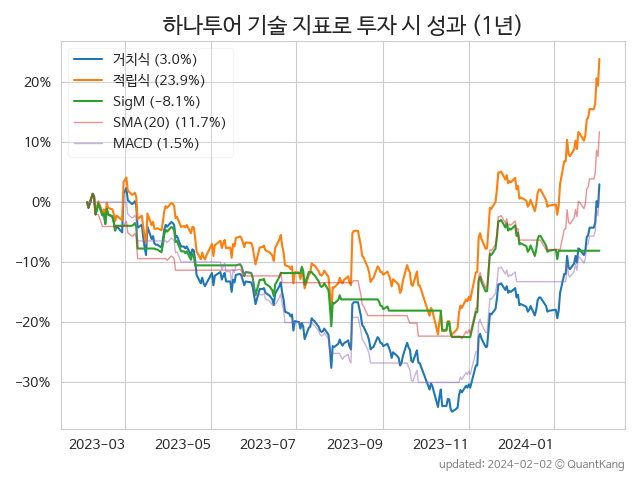 하나투어 기술 지표로 투자 시 성과 (1년)
거치식 (3.0%)
적립식 (23.9%)
SigM (−8.1%)
SMA(20) (11.7%)
MACD (1.5%)
20%
10%
0%
−10%
−20%
−30%
2023-03 2023-05 2023-07 2023-09 2023-11 2024-01
updated: 2024-02-02 © QuantKang